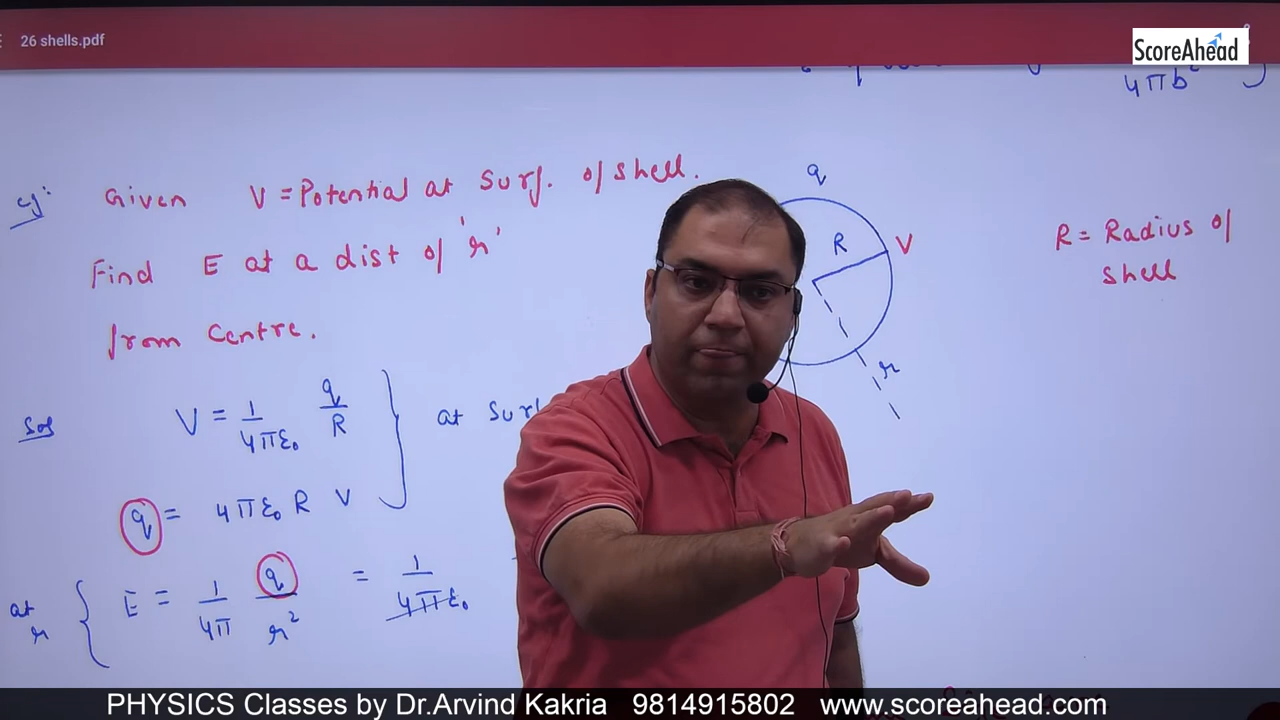 26 shells.pdf
ScoreAhead
4πb²
eg: Given V = Potential at Surf. of shell.
Find E at a dist of 'r'
from Centre.
q
R
V
r
R = Radius of
shell
Sol V = 1/4πε₀ q/R at Surf
q = 4πε₀ R V
at r E = 1/4π q/r² = 1/4πε₀
PHYSICS Classes by Dr.Arvind Kakria 9814915802 www.scoreahead.com